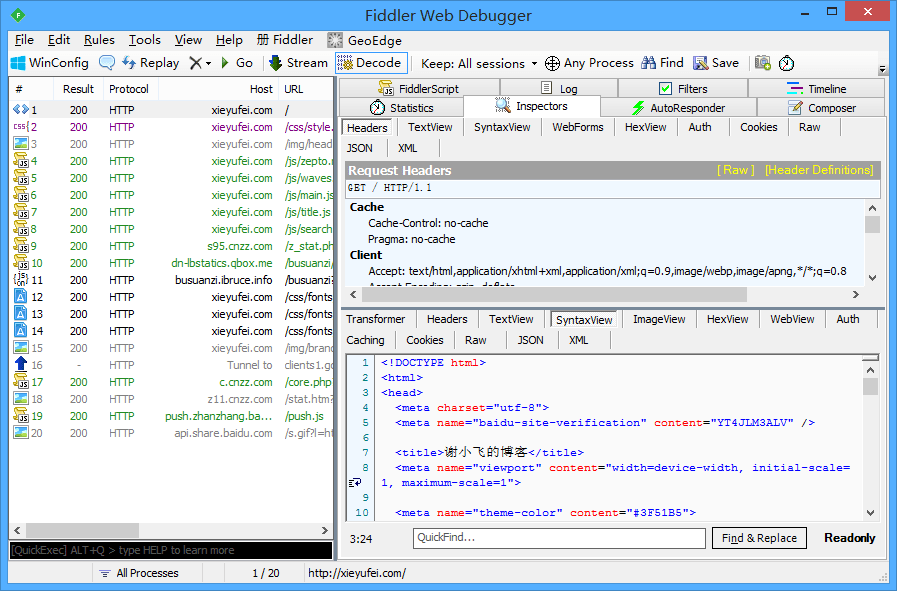 Fiddler Web Debugger
File Edit Rules Tools View Help 册 Fiddler GeoEdge
WinConfig Replay Go Stream Decode Keep: All sessions Any Process Find Save
# Result Protocol Host URL
1 200 HTTP xieyufei.com /
2 200 HTTP xieyufei.com /css/style.
3 200 HTTP xieyufei.com /img/head
4 200 HTTP xieyufei.com /js/zepto.
5 200 HTTP xieyufei.com /js/waves.
6 200 HTTP xieyufei.com /js/main.js
7 200 HTTP xieyufei.com /js/title.js
8 200 HTTP xieyufei.com /js/search
9 200 HTTP s95.cnzz.com /z_stat.ph
10 200 HTTP dn-lbstatics.qbox.me /busuanzi/
11 200 HTTP busuanzi.ibruce.info /busuanzi?
12 200 HTTP xieyufei.com /css/fonts
13 200 HTTP xieyufei.com /css/fonts
14 200 HTTP xieyufei.com /css/fonts
15 200 HTTP xieyufei.com /img/branc
16 - HTTP Tunnel to clients1.go
17 200 HTTP c.cnzz.com /core.php
18 200 HTTP z11.cnzz.com /stat.htm?
19 200 HTTP push.zhanzhang.ba... /push.js
20 200 HTTP api.share.baidu.com /s.gif?l=ht
[QuickExec] ALT+Q > type HELP to learn more
FiddlerScript Log Filters Timeline
Statistics Inspectors AutoResponder Composer
Headers TextView SyntaxView WebForms HexView Auth Cookies Raw
JSON XML
Request Headers [ Raw ] [Header Definitions]
GET / HTTP/1.1
Cache
Cache-Control: no-cache
Pragma: no-cache
Client
Accept: text/html,application/xhtml+xml,application/xml;q=0.9,image/webp,image/apng,*/*;q=0.8
Accept-Encoding: gzip, deflate
Transformer Headers TextView SyntaxView ImageView HexView WebView Auth
Caching Cookies Raw JSON XML
1 <!DOCTYPE html>
2 <html>
3 <head>
4 <meta charset="utf-8">
5 <meta name="baidu-site-verification" content="YT4JLM3ALV" />
6
7 <title>谢小飞的博客</title>
8 <meta name="viewport" content="width=device-width, initial-scale=
1, maximum-scale=1">
9
10 <meta name="theme-color" content="#3F51B5">
3:24 QuickFind... Find & Replace Readonly
All Processes 1 / 20 http://xieyufei.com/